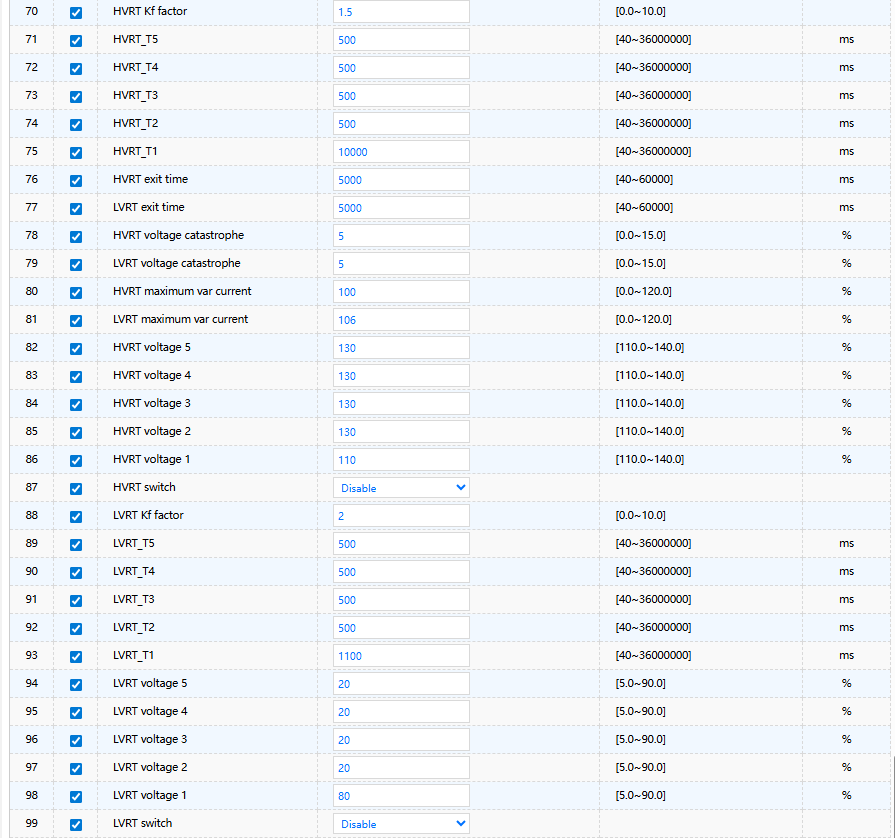 70 HVRT Kf factor 1.5 [0.0~10.0]
71 HVRT_T5 500 [40~36000000] ms
72 HVRT_T4 500 [40~36000000] ms
73 HVRT_T3 500 [40~36000000] ms
74 HVRT_T2 500 [40~36000000] ms
75 HVRT_T1 10000 [40~36000000] ms
76 HVRT exit time 5000 [40~60000] ms
77 LVRT exit time 5000 [40~60000] ms
78 HVRT voltage catastrophe 5 [0.0~15.0] %
79 LVRT voltage catastrophe 5 [0.0~15.0] %
80 HVRT maximum var current 100 [0.0~120.0] %
81 LVRT maximum var current 106 [0.0~120.0] %
82 HVRT voltage 5 130 [110.0~140.0] %
83 HVRT voltage 4 130 [110.0~140.0] %
84 HVRT voltage 3 130 [110.0~140.0] %
85 HVRT voltage 2 130 [110.0~140.0] %
86 HVRT voltage 1 110 [110.0~140.0] %
87 HVRT switch Disable
88 LVRT Kf factor 2 [0.0~10.0]
89 LVRT_T5 500 [40~36000000] ms
90 LVRT_T4 500 [40~36000000] ms
91 LVRT_T3 500 [40~36000000] ms
92 LVRT_T2 500 [40~36000000] ms
93 LVRT_T1 1100 [40~36000000] ms
94 LVRT voltage 5 20 [5.0~90.0] %
95 LVRT voltage 4 20 [5.0~90.0] %
96 LVRT voltage 3 20 [5.0~90.0] %
97 LVRT voltage 2 20 [5.0~90.0] %
98 LVRT voltage 1 80 [5.0~90.0] %
99 LVRT switch Disable